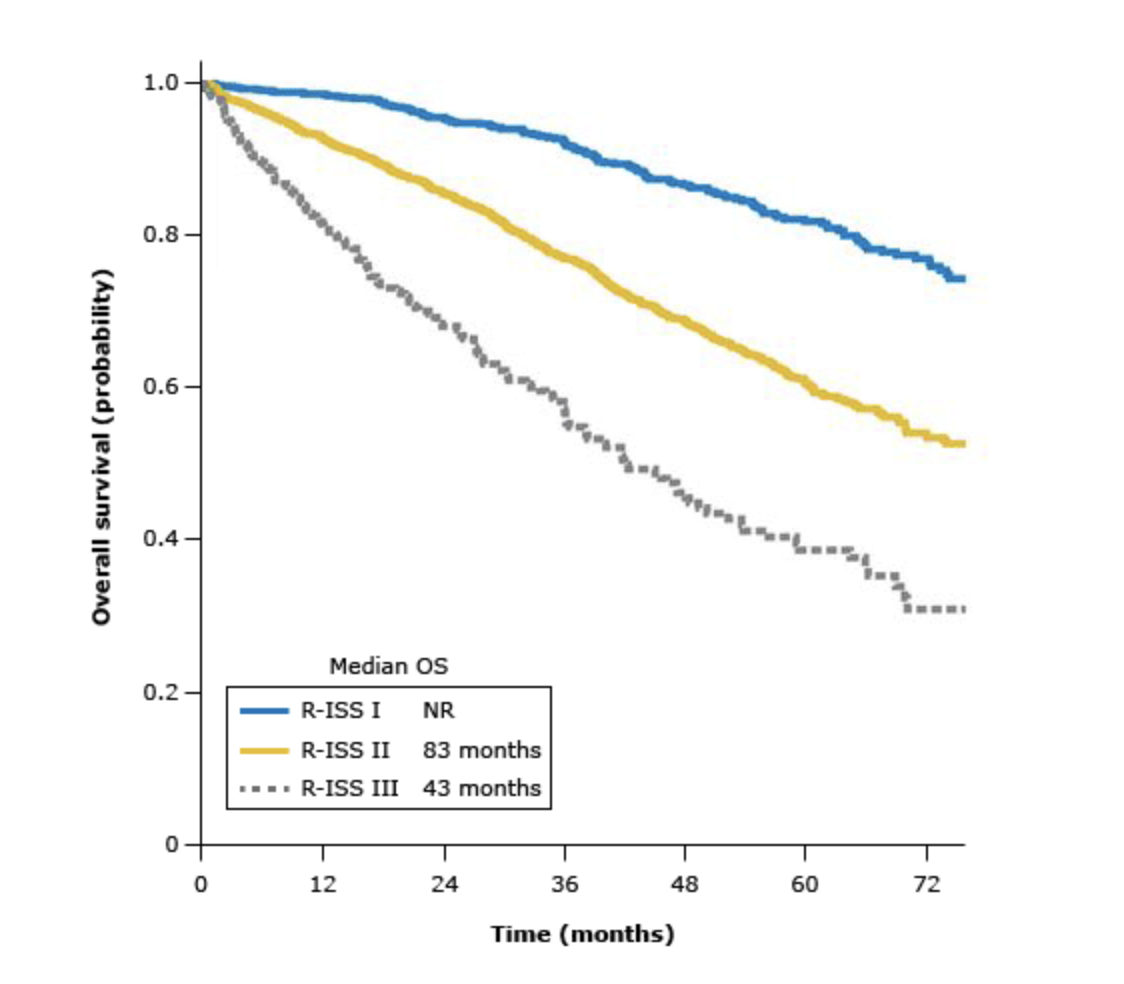 Overall survival (probability)
1.0
0.8
0.6
0.4
0.2
0
Median OS
R-ISS I NR
R-ISS II 83 months
R-ISS III 43 months
0 12 24 36 48 60 72
Time (months)